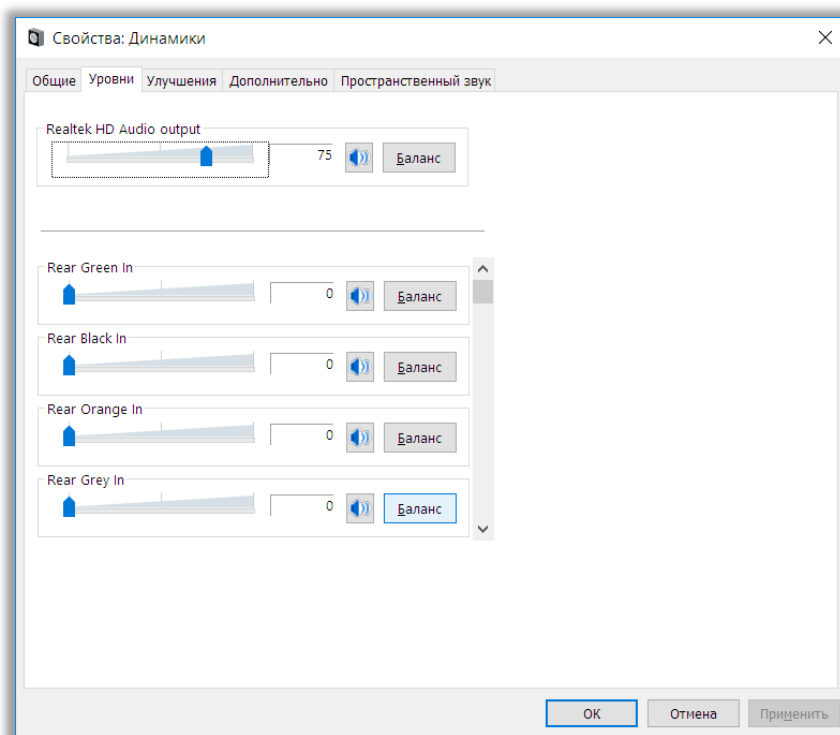 Свойства: Динамики
Общие Уровни Улучшения Дополнительно Пространственный звук
Realtek HD Audio output
75 Баланс
Rear Green In
0 Баланс
Rear Black In
0 Баланс
Rear Orange In
0 Баланс
Rear Grey In
0 Баланс
ОК Отмена Применить